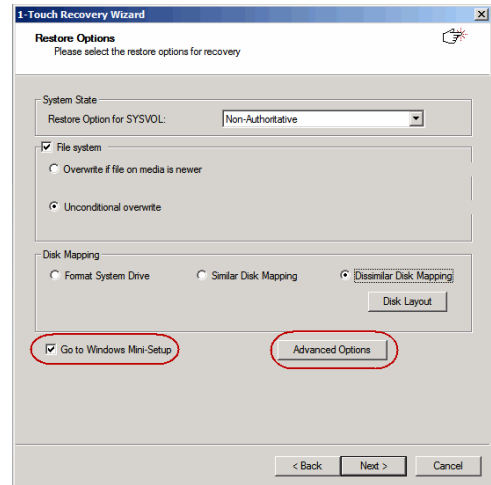 1-Touch Recovery Wizard
Restore Options
Please select the restore options for recovery
System State
Restore Option for SYSVOL: Non-Authoritative
File system
Overwrite if file on media is newer
Unconditional overwrite
Disk Mapping
Format System Drive Similar Disk Mapping Dissimilar Disk Mapping
Disk Layout
Go to Windows Mini-Setup Advanced Options
< Back Next > Cancel